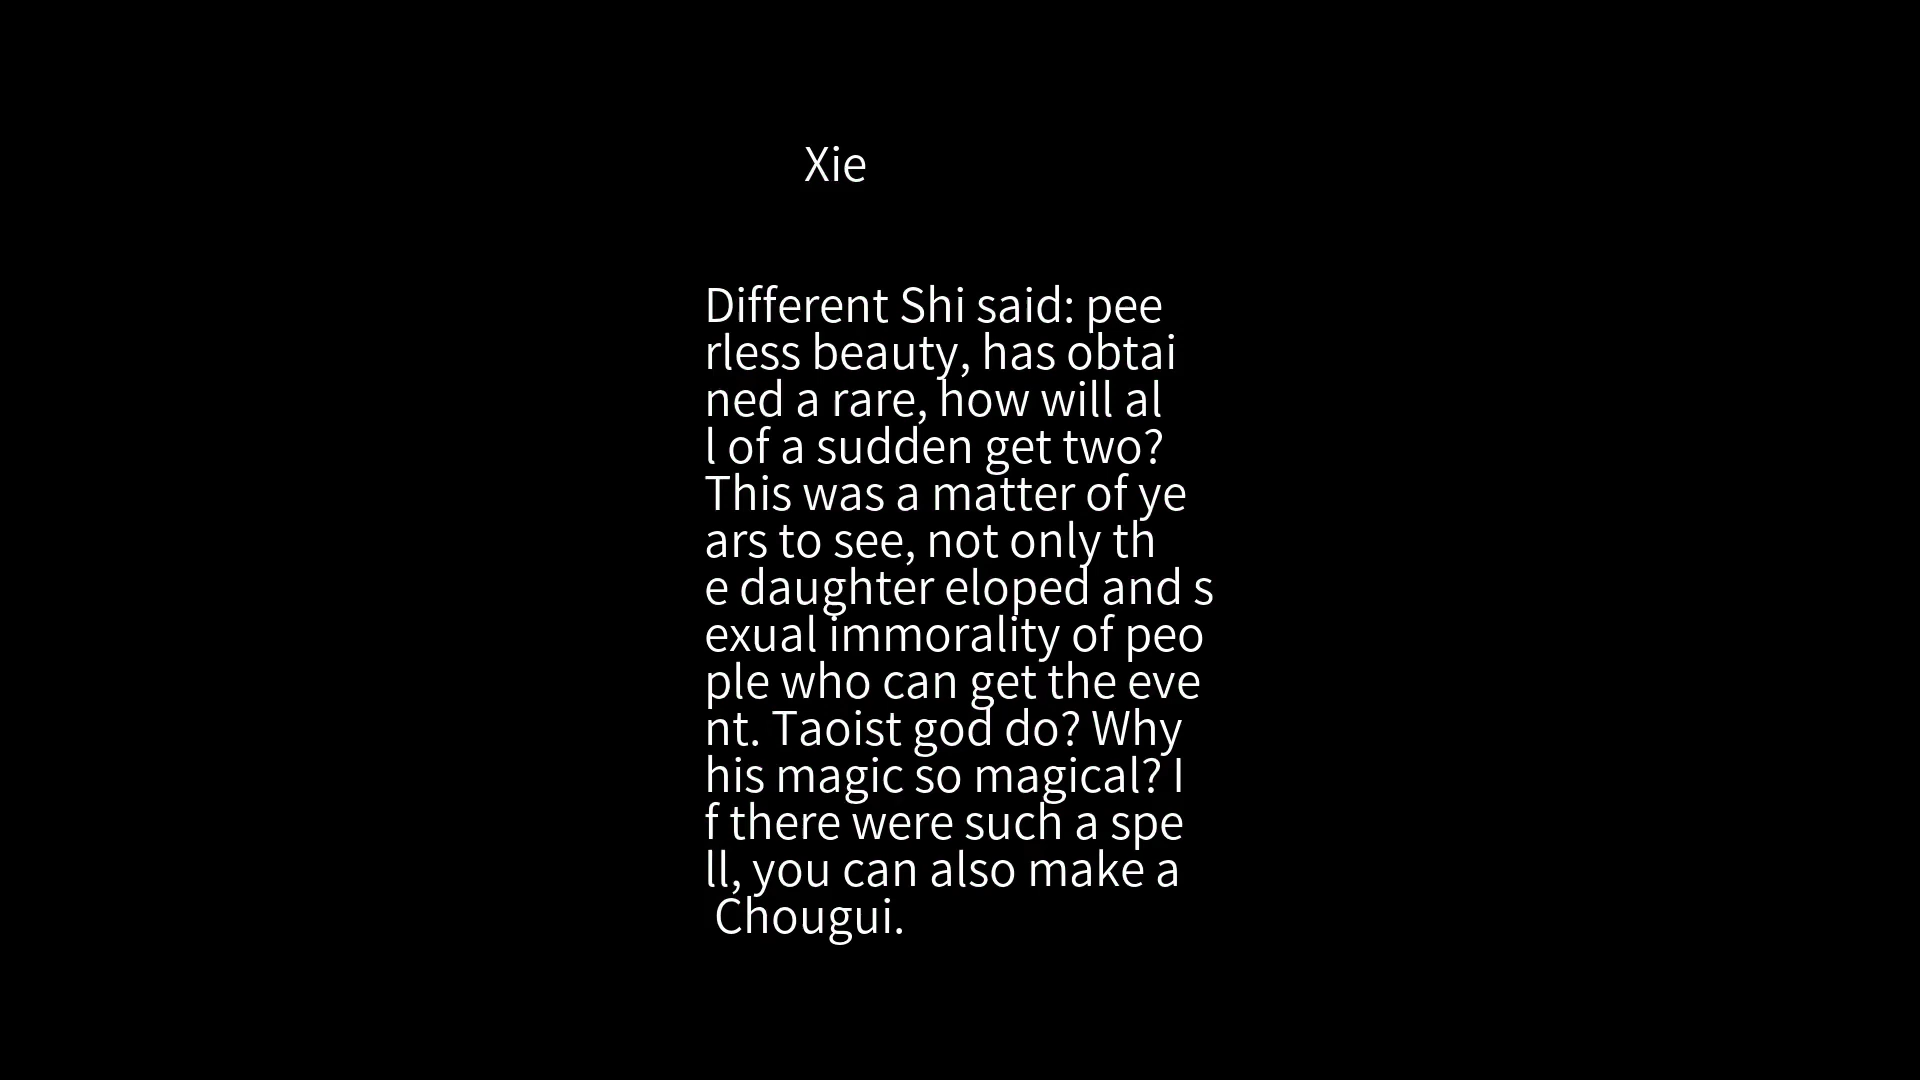 Xie
Different Shi said: pee
rless beauty, has obtai
ned a rare, how will al
l of a sudden get two?
This was a matter of ye
ars to see, not only th
e daughter eloped and s
exual immorality of peo
ple who can get the eve
nt. Taoist god do? Why
his magic so magical? I
f there were such a spe
ll, you can also make a
Chougui.